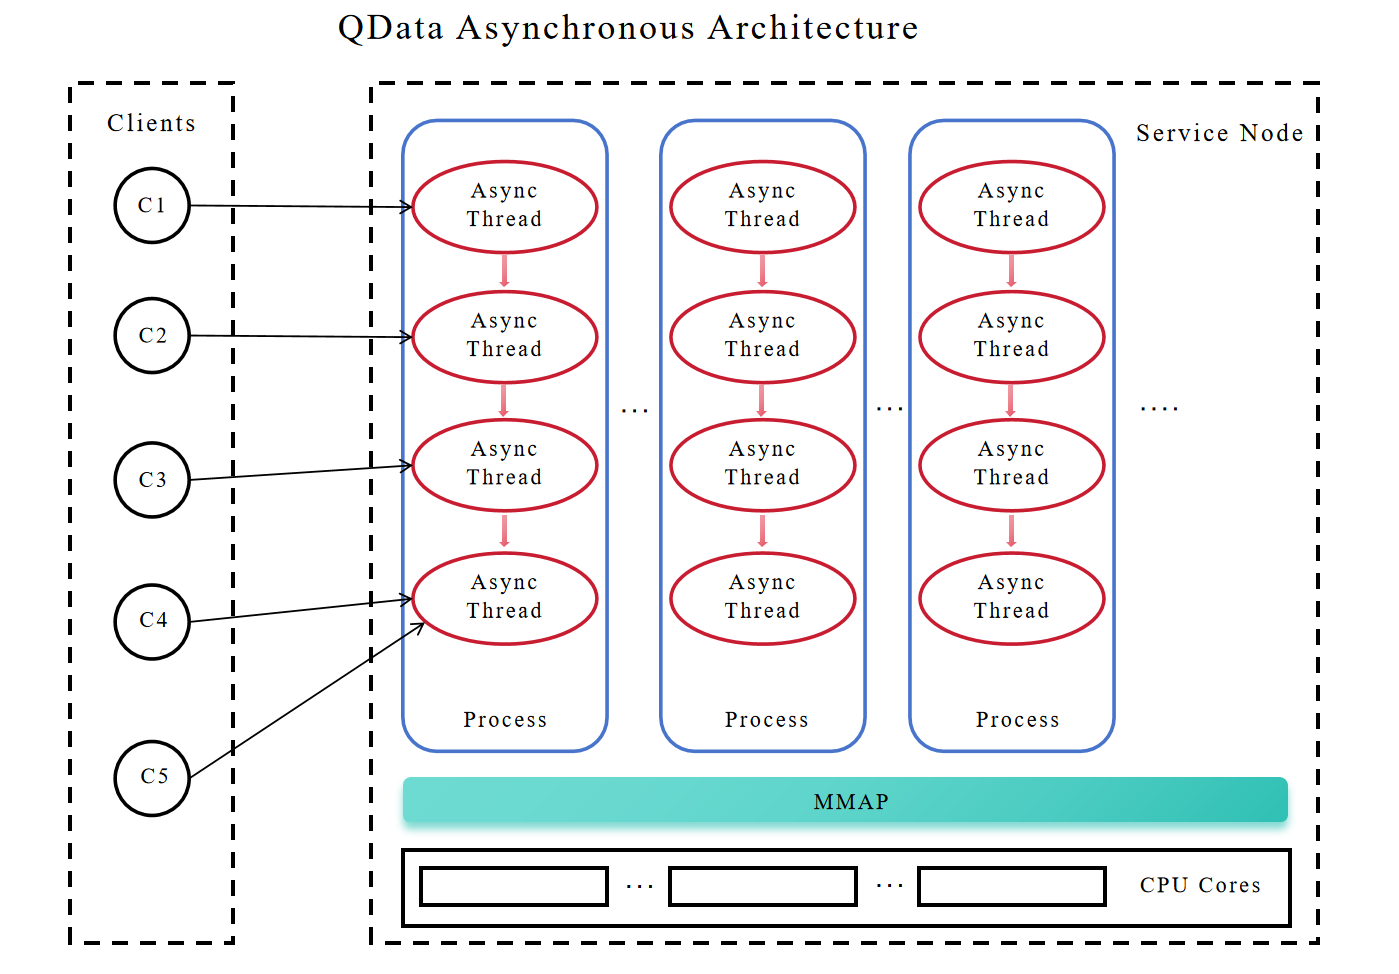 QData Asynchronous Architecture
Clients
C1
C2
C3
C4
C5
Service Node
Async
Thread
Async
Thread
Async
Thread
Async
Thread
Process
...
Async
Thread
Async
Thread
Async
Thread
Async
Thread
Process
...
Async
Thread
Async
Thread
Async
Thread
Async
Thread
Process
....
MMAP
...
...
CPU Cores